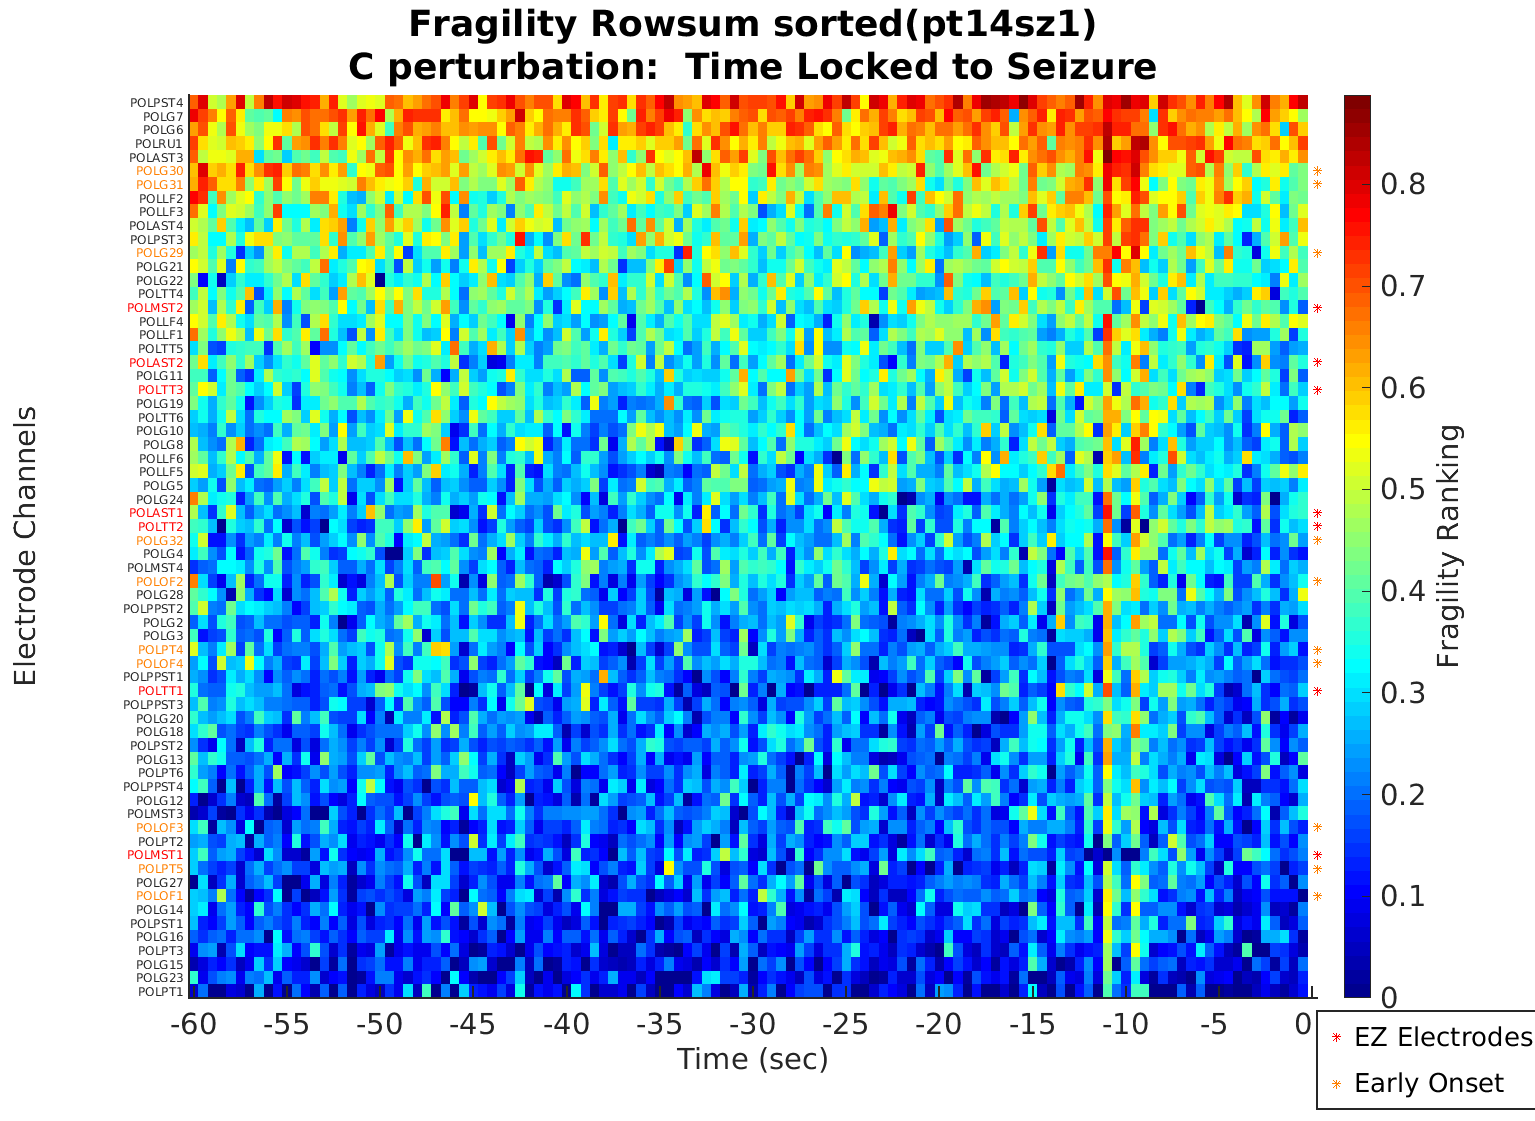 Fragility Rowsum sorted(pt14sz1)
C perturbation:  Time Locked to Seizure
Electrode Channels
POLPST4
POLG7
POLG6
POLRU1
POLAST3
POLG30
POLG31
POLLF2
POLLF3
POLAST4
POLPST3
POLG29
POLG21
POLG22
POLTT4
POLMST2
POLLF4
POLLF1
POLTT5
POLAST2
POLG11
POLTT3
POLG19
POLTT6
POLG10
POLG8
POLLF6
POLLF5
POLG5
POLG24
POLAST1
POLTT2
POLG32
POLG4
POLMST4
POLOF2
POLG28
POLPPST2
POLG2
POLG3
POLPT4
POLOF4
POLPPST1
POLTT1
POLPPST3
POLG20
POLG18
POLPST2
POLG13
POLPT6
POLPPST4
POLG12
POLMST3
POLOF3
POLPT2
POLMST1
POLPT5
POLG27
POLOF1
POLG14
POLPST1
POLG16
POLPT3
POLG15
POLG23
POLPT1
-60 -55 -50 -45 -40 -35 -30 -25 -20 -15 -10 -5 0
Time (sec)
0.8
0.7
0.6
0.5
0.4
0.3
0.2
0.1
0
Fragility Ranking
EZ Electrodes
Early Onset